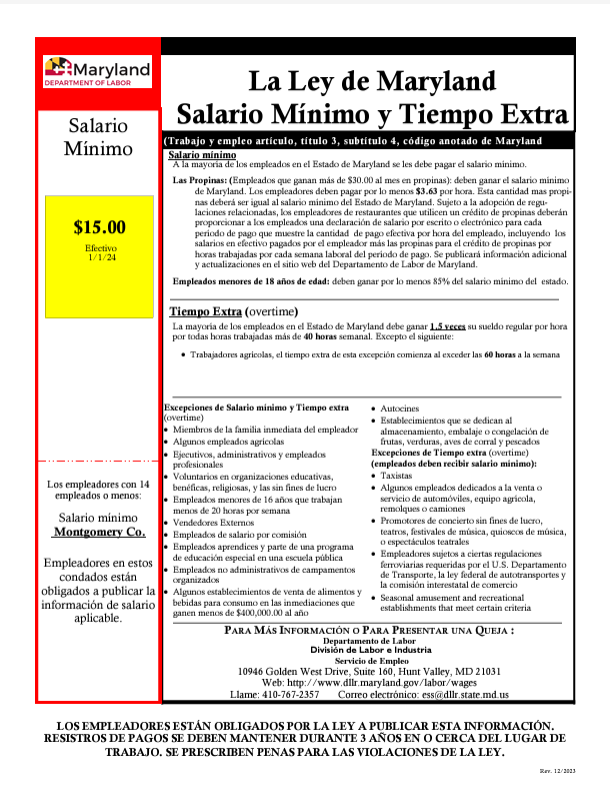 Maryland
DEPARTMENT OF LABOR
La Ley de Maryland
Salario Mínimo y Tiempo Extra
(Trabajo y empleo artículo, título 3, subtítulo 4, código anotado de Maryland
Salario
Mínimo
$15.00
Efectivo
1/1/24
Los empleadores con 14
empleados o menos:
Salario mínimo
Montgomery Co.
Empleadores en estos
condados están
obligados a publicar la
información de salario
aplicable.
Salario mínimo
A la mayoría de los empleados en el Estado de Maryland se les debe pagar el salario mínimo.
Las Propinas: (Empleados que ganan más de $30.00 al mes en propinas): deben ganar el salario mínimo
de Maryland. Los empleadores deben pagar por lo menos $3.63 por hora. Esta cantidad mas propi-
nas deberá ser igual al salario mínimo del Estado de Maryland. Sujeto a la adopción de regu-
laciones relacionadas, los empleadores de restaurantes que utilicen un crédito de propinas deberán
proporcionar a los empleados una declaración de salario por escrito o electrónico para cada
periodo de pago que muestre la cantidad de pago efectiva por hora del empleado, incluyendo los
salarios en efectivo pagados por el empleador más las propinas para el crédito de propinas por
horas trabajadas por cada semana laboral del periodo de pago. Se publicará información adicional
y actualizaciones en el sitio web del Departamento de Labor de Maryland.
Empleados menores de 18 años de edad: deben ganar por lo menos 85% del salario mínimo del estado.
Tiempo Extra (overtime)
La mayoría de los empleados en el Estado de Maryland debe ganar 1.5 veces su sueldo regular por hora
por todas horas trabajadas más de 40 horas semanal. Excepto el siguiente:
• Trabajadores agrícolas, el tiempo extra de esta excepción comienza al exceder las 60 horas a la semana
Excepciones de Salario mínimo y Tiempo extra
(overtime)
• Miembros de la familia inmediata del empleador
• Algunos empleados agrícolas
• Ejecutivos, administrativos y empleados
profesionales
• Voluntarios en organizaciones educativas,
benéficas, religiosas, y las sin fines de lucro
• Empleados menores de 16 años que trabajan
menos de 20 horas por semana
• Vendedores Externos
• Empleados de salario por comisión
• Empleados aprendices y parte de una programa
de educación especial en una escuela pública
• Empleados no administrativos de campamentos
organizados
• Algunos establecimientos de venta de alimentos y
bebidas para consumo en las inmediaciones que
ganen menos de $400,000.00 al año
• Autocines
• Establecimientos que se dedican al
almacenamiento, embalaje o congelación de
frutas, verduras, aves de corral y pescados
Excepciones de Tiempo extra (overtime)
(empleados deben recibir salario mínimo):
• Taxistas
• Algunos empleados dedicados a la venta o
servicio de automóviles, equipo agrícola,
remolques o camiones
• Promotores de concierto sin fines de lucro,
teatros, festivales de música, quioscos de música,
o espectáculos teatrales
• Empleadores sujetos a ciertas regulaciones
ferroviarias requeridas por el U.S. Departamento
de Transporte, la ley federal de autotransportes y
la comisión interestatal de comercio
• Seasonal amusement and recreational
establishments that meet certain criteria
PARA MÁS INFORMACIÓN O PARA PRESENTAR UNA QUEJA :
Departamento de Labor
División de Labor e Industria
Servicio de Empleo
10946 Golden West Drive, Suite 160, Hunt Valley, MD 21031
Web: http://www.dllr.maryland.gov/labor/wages
Llame: 410-767-2357 Correo electrónico: ess@dllr.state.md.us
LOS EMPLEADORES ESTÁN OBLIGADOS POR LA LEY A PUBLICAR ESTA INFORMACIÓN.
RESISTROS DE PAGOS SE DEBEN MANTENER DURANTE 3 AÑOS EN O CERCA DEL LUGAR DE
TRABAJO. SE PRESCRIBEN PENAS PARA LAS VIOLACIONES DE LA LEY.
Rev. 12/2023